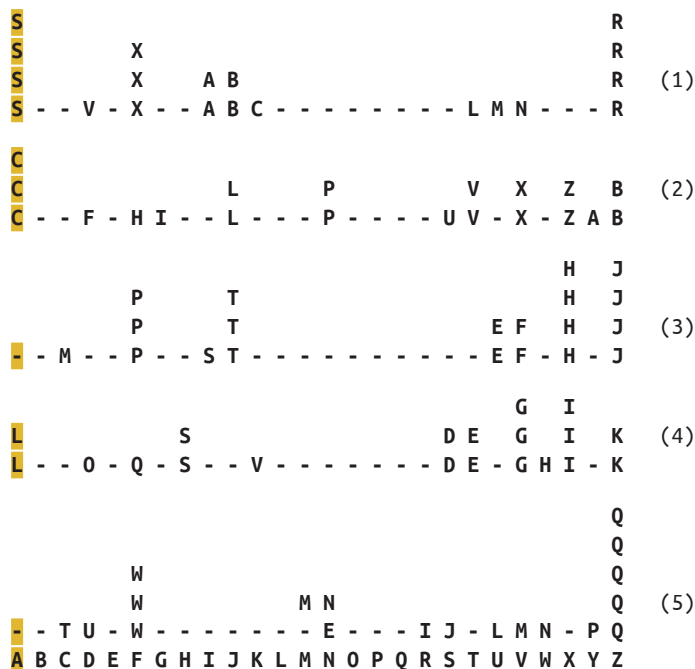 S R
S X R
S X A B R (1)
S - - V - X - - A B C - - - - - - - - L M N - - - R
C
C L P V X Z B (2)
C - - F - H I - - L - - - P - - - - U V - X - Z A B
H J
P T H J
P T E F H J (3)
- - M - - P - - S T - - - - - - - - - - E F - H - J
G I
L S D E G I K (4)
L - - O - Q - S - - V - - - - - - - D E - G H I - K
Q
Q
W Q
W M N Q (5)
- - T U - W - - - - - - - E - - - I J - L M N - P Q
A B C D E F G H I J K L M N O P Q R S T U V W X Y Z